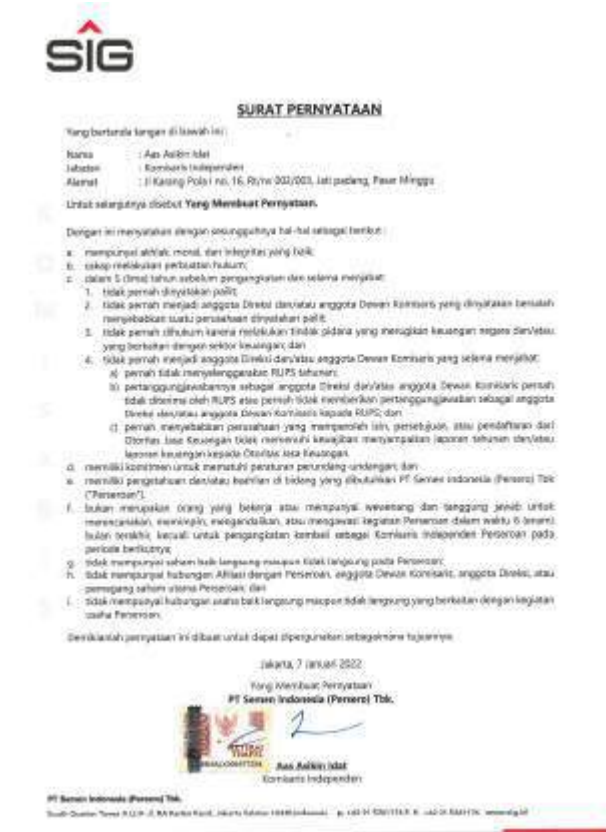 SIG
SURAT PERNYATAAN
Yang bertanda tangan di bawah ini :
Nama : Aas Asikin Idat
Jabatan : Komisaris Independen
Alamat : Jl Karang Pola I no. 16, Rt/rw 002/003, Jati padang, Pasar Minggu
Untuk selanjutnya disebut Yang Membuat Pernyataan.
Dengan ini menyatakan dengan sesungguhnya hal-hal sebagai berikut :
a. mempunyai akhlak, moral, dan integritas yang baik;
b. cakap melakukan perbuatan hukum;
c. dalam 5 (lima) tahun sebelum pengangkatan dan selama menjabat:
1. tidak pernah dinyatakan pailit;
2. tidak pernah menjadi anggota Direksi dan/atau anggota Dewan Komisaris yang dinyatakan bersalah
menyebabkan suatu perusahaan dinyatakan pailit;
3. tidak pernah dihukum karena melakukan tindak pidana yang merugikan keuangan negara dan/atau
yang berkaitan dengan sektor keuangan; dan
4. tidak pernah menjadi anggota Direksi dan/atau anggota Dewan Komisaris yang selama menjabat:
a) pernah tidak menyelenggarakan RUPS tahunan;
b) pertanggungjawabannya sebagai anggota Direksi dan/atau anggota Dewan Komisaris pernah
tidak diterima oleh RUPS atau pernah tidak memberikan pertanggungjawaban sebagai anggota
Direksi dan/atau anggota Dewan Komisaris kepada RUPS; dan
c) pernah menyebabkan perusahaan yang memperoleh izin, persetujuan, atau pendaftaran dari
Otoritas Jasa Keuangan tidak memenuhi kewajiban menyampaikan laporan tahunan dan/atau
laporan keuangan kepada Otoritas Jasa Keuangan.
d. memiliki komitmen untuk mematuhi peraturan perundang-undangan; dan
e. memiliki pengetahuan dan/atau keahlian di bidang yang dibutuhkan PT Semen Indonesia (Persero) Tbk
("Perseroan").
f. bukan merupakan orang yang bekerja atau mempunyai wewenang dan tanggung jawab untuk
merencanakan, memimpin, mengendalikan, atau mengawasi kegiatan Perseroan dalam waktu 6 (enam)
bulan terakhir, kecuali untuk pengangkatan kembali sebagai Komisaris Independen Perseroan pada
periode berikutnya;
g. tidak mempunyai saham baik langsung maupun tidak langsung pada Perseroan;
h. tidak mempunyai hubungan Afiliasi dengan Perseroan, anggota Dewan Komisaris, anggota Direksi, atau
pemegang saham utama Perseroan; dan
i. tidak mempunyai hubungan usaha baik langsung maupun tidak langsung yang berkaitan dengan kegiatan
usaha Perseroan.
Demikianlah pernyataan ini dibuat untuk dapat dipergunakan sebagaimana tujuannya
Jakarta, 7 Januari 2022
Yang Membuat Pernyataan
PT Semen Indonesia (Persero) Tbk.
METERAI
TEMPEL
Aas Asikin Idat
Komisaris Independen
PT Semen Indonesia (Persero) Tbk.
South Quarter Tower A